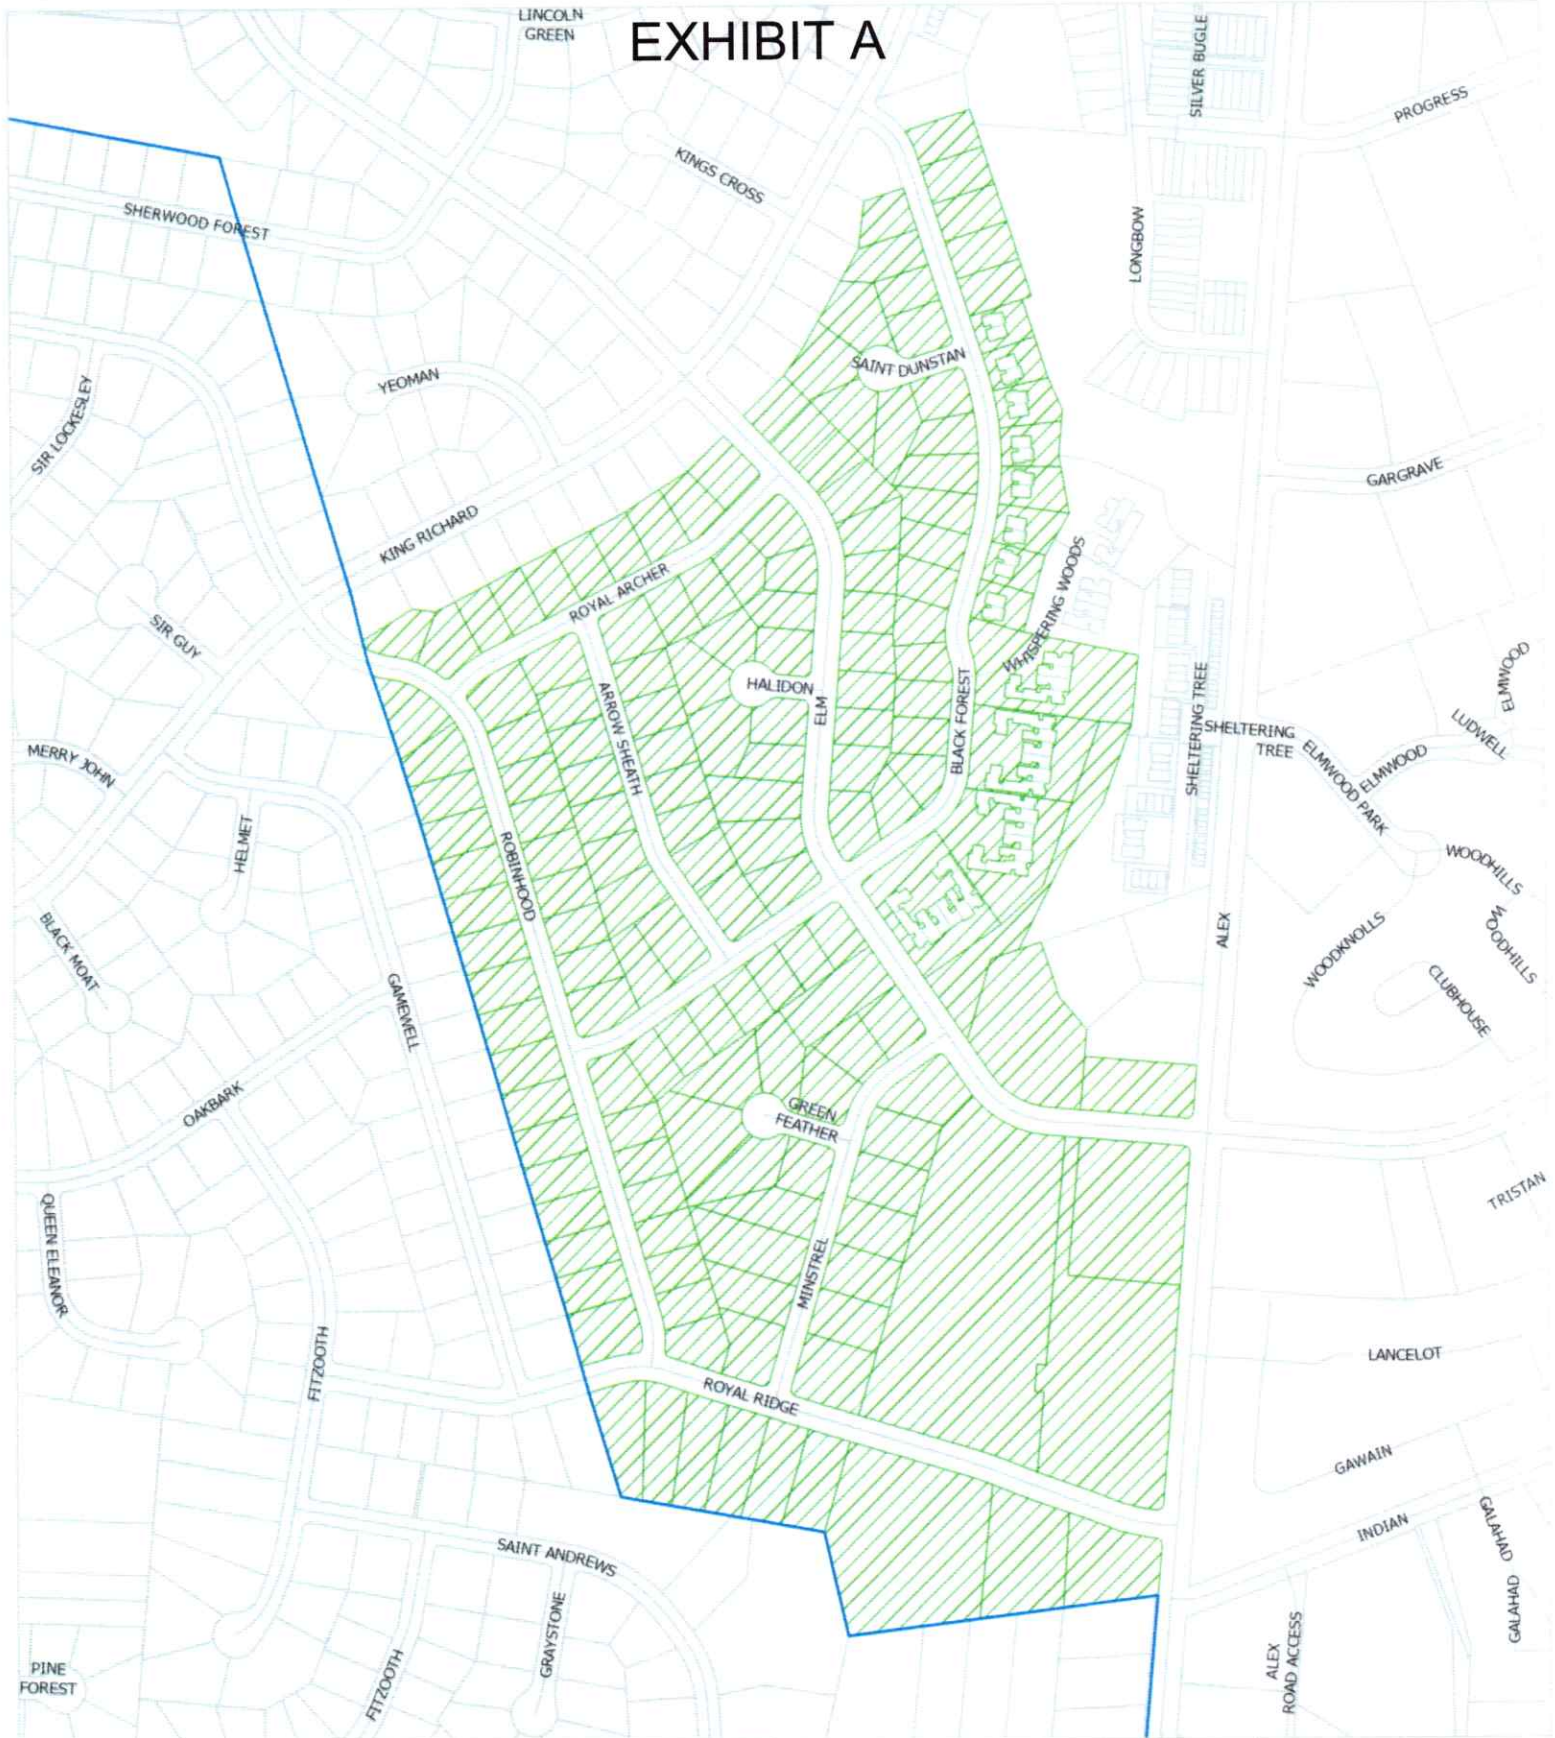 LINCOLN
GREEN
EXHIBIT A
SILVER BUGLE
PROGRESS
KINGS CROSS
SHERWOOD FOREST
LONGBOW
SAINT DUNSTAN
YEOMAN
SIR LOCKESLEY
GARGRAVE
KING RICHARD
ROYAL ARCHER
WHISPERING WOODS
SIR GUY
HALIDON
ELM
ARROW SHEATH
BLACK FOREST
SHELTERING TREE
SHELTERING
TREE
ELMWOOD
LUDWELL
ELMWOOD
ELMWOOD PARK
MERRY JOHN
HELMET
ROBINHOOD
WOODHILLS
BLACK MOAT
ALEX
WOODKNOLLS
WOODHILLS
CLUBHOUSE
GAMEWELL
OAKBARK
GREEN
FEATHER
TRISTAN
QUEEN ELEANOR
MINSTREL
FITZOOTH
LANCELOT
ROYAL RIDGE
GAWAIN
INDIAN
GALAHAD
SAINT ANDREWS
GRAYSTONE
GALAHAD
ALEX
ROAD ACCESS
PINE
FOREST
FITZOOTH